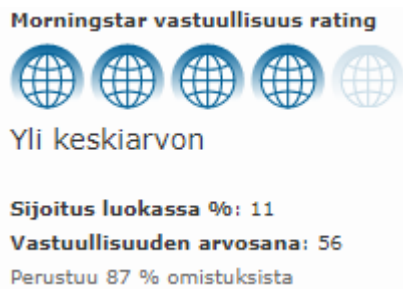 Morningstar vastuullisuus rating
Yli keskiarvon
Sijoitus luokassa %: 11
Vastuullisuuden arvosana: 56
Perustuu 87 % omistuksista